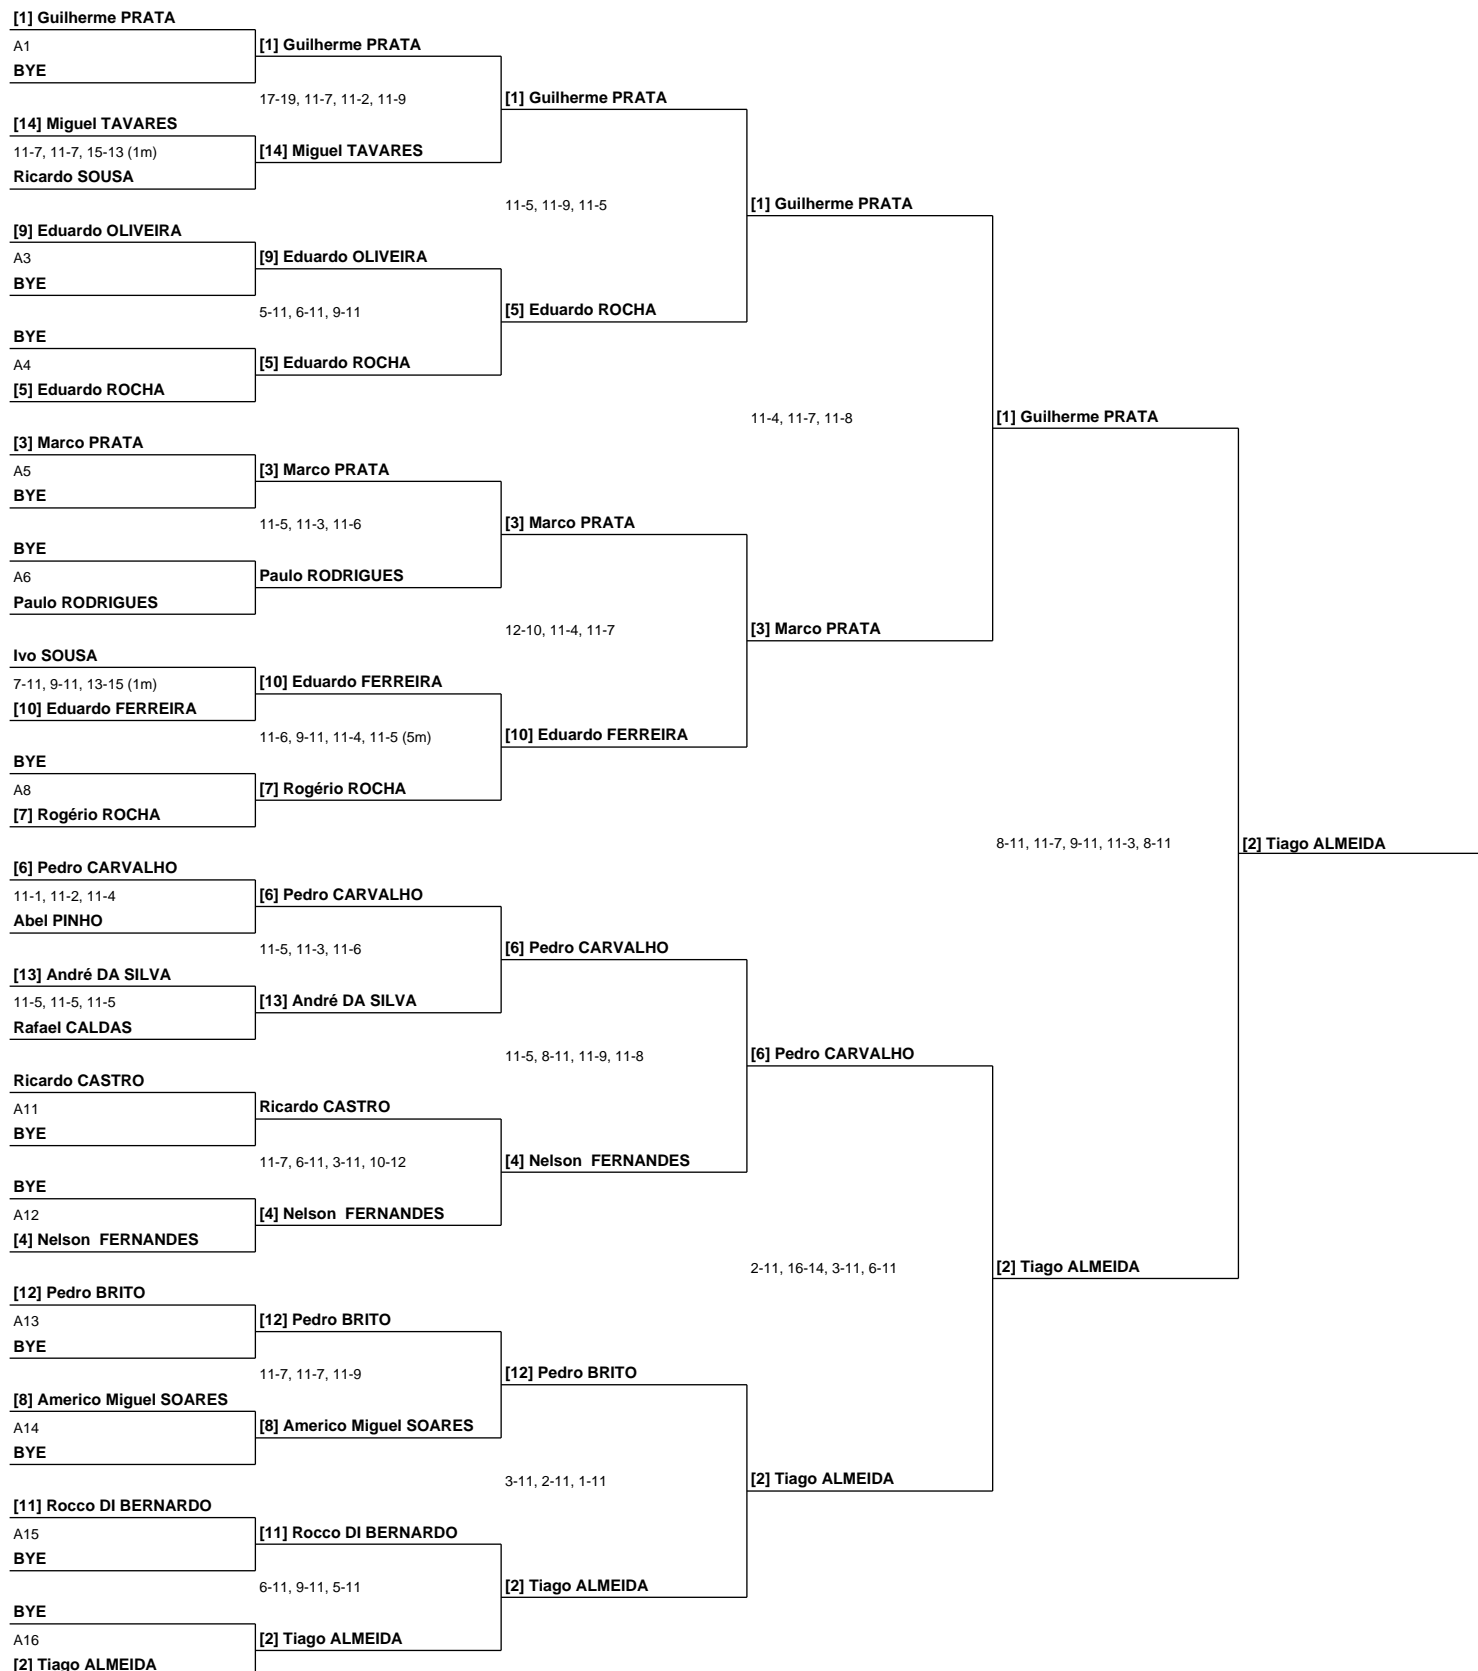 [1] Guilherme PRATA
A1
[1] Guilherme PRATA
BYE
17-19, 11-7, 11-2, 11-9
[1] Guilherme PRATA
[14] Miguel TAVARES
11-7, 11-7, 15-13 (1m)
[14] Miguel TAVARES
Ricardo SOUSA
11-5, 11-9, 11-5
[1] Guilherme PRATA
[9] Eduardo OLIVEIRA
A3
[9] Eduardo OLIVEIRA
BYE
5-11, 6-11, 9-11
[5] Eduardo ROCHA
BYE
A4
[5] Eduardo ROCHA
[5] Eduardo ROCHA
11-4, 11-7, 11-8
[1] Guilherme PRATA
[3] Marco PRATA
A5
[3] Marco PRATA
BYE
11-5, 11-3, 11-6
[3] Marco PRATA
BYE
A6
Paulo RODRIGUES
Paulo RODRIGUES
12-10, 11-4, 11-7
[3] Marco PRATA
Ivo SOUSA
7-11, 9-11, 13-15 (1m)
[10] Eduardo FERREIRA
[10] Eduardo FERREIRA
11-6, 9-11, 11-4, 11-5 (5m)
[10] Eduardo FERREIRA
BYE
A8
[7] Rogério ROCHA
[7] Rogério ROCHA
8-11, 11-7, 9-11, 11-3, 8-11
[2] Tiago ALMEIDA
[6] Pedro CARVALHO
11-1, 11-2, 11-4
[6] Pedro CARVALHO
Abel PINHO
11-5, 11-3, 11-6
[6] Pedro CARVALHO
[13] André DA SILVA
11-5, 11-5, 11-5
[13] André DA SILVA
Rafael CALDAS
11-5, 8-11, 11-9, 11-8
[6] Pedro CARVALHO
Ricardo CASTRO
A11
Ricardo CASTRO
BYE
11-7, 6-11, 3-11, 10-12
[4] Nelson  FERNANDES
BYE
A12
[4] Nelson  FERNANDES
[4] Nelson  FERNANDES
2-11, 16-14, 3-11, 6-11
[2] Tiago ALMEIDA
[12] Pedro BRITO
A13
[12] Pedro BRITO
BYE
11-7, 11-7, 11-9
[12] Pedro BRITO
[8] Americo Miguel SOARES
A14
[8] Americo Miguel SOARES
BYE
3-11, 2-11, 1-11
[2] Tiago ALMEIDA
[11] Rocco DI BERNARDO
A15
[11] Rocco DI BERNARDO
BYE
6-11, 9-11, 5-11
[2] Tiago ALMEIDA
BYE
A16
[2] Tiago ALMEIDA
[2] Tiago ALMEIDA